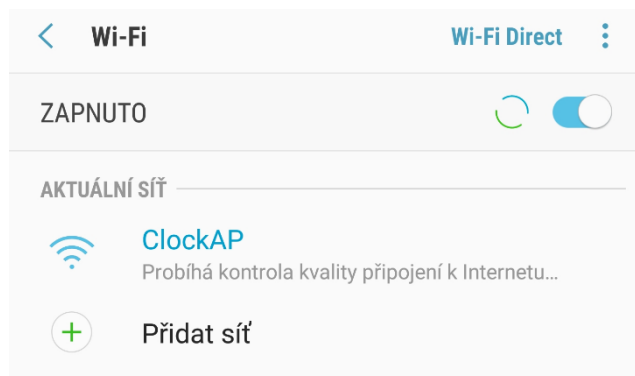 Wi-Fi Wi-Fi Direct
ZAPNUTO
AKTUÁLNÍ SÍŤ
ClockAP
Probíhá kontrola kvality připojení k Internetu...
Přidat síť